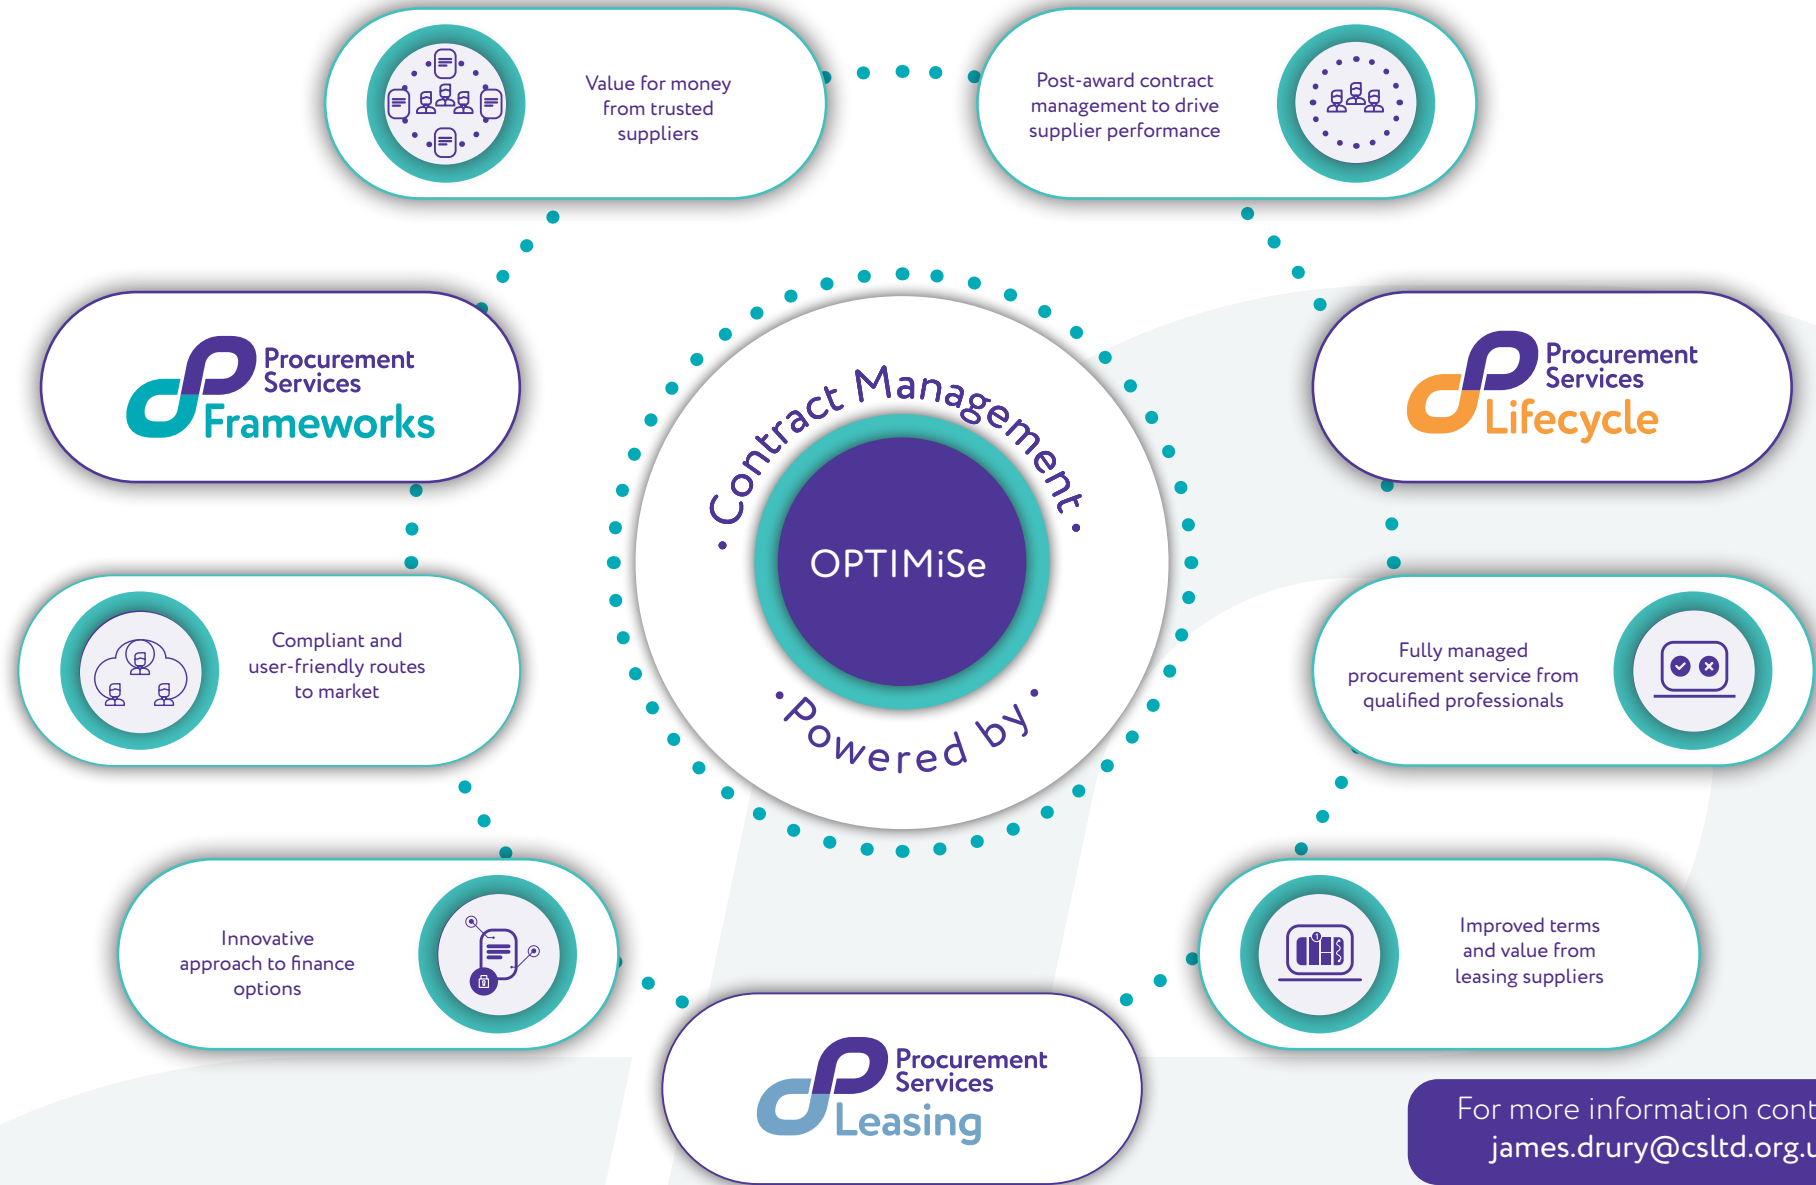 Value for money
from trusted
suppliers
Post-award contract
management to drive
supplier performance
Procurement
Services
Frameworks
Procurement
Services
Lifecycle
· Contract Management ·
OPTIMiSe
· Powered by ·
Compliant and
user-friendly routes
to market
Fully managed
procurement service from
qualified professionals
Innovative
approach to finance
options
Improved terms
and value from
leasing suppliers
Procurement
Services
Leasing
For more information cont
james.drury@csltd.org.u